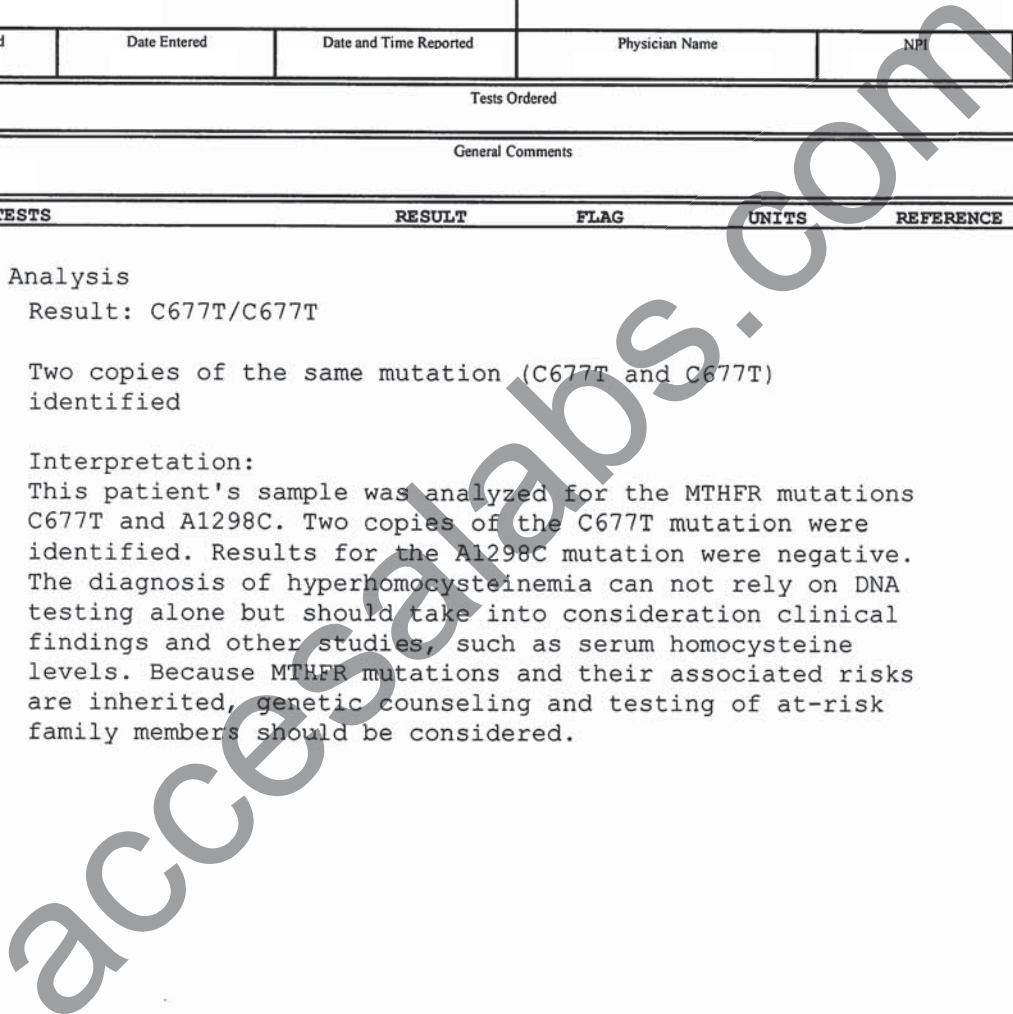 Date Entered
Date and Time Reported
Physician Name
NPI
Tests Ordered
General Comments
TESTS RESULT FLAG UNITS REFERENCE
Analysis
Result: C677T/C677T
Two copies of the same mutation (C677T and C677T)
identified
Interpretation:
This patient's sample was analyzed for the MTHFR mutations
C677T and A1298C. Two copies of the C677T mutation were
identified. Results for the A1298C mutation were negative.
The diagnosis of hyperhomocysteinemia can not rely on DNA
testing alone but should take into consideration clinical
findings and other studies, such as serum homocysteine
levels. Because MTHFR mutations and their associated risks
are inherited, genetic counseling and testing of at-risk
family members should be considered.
accesalabs.com